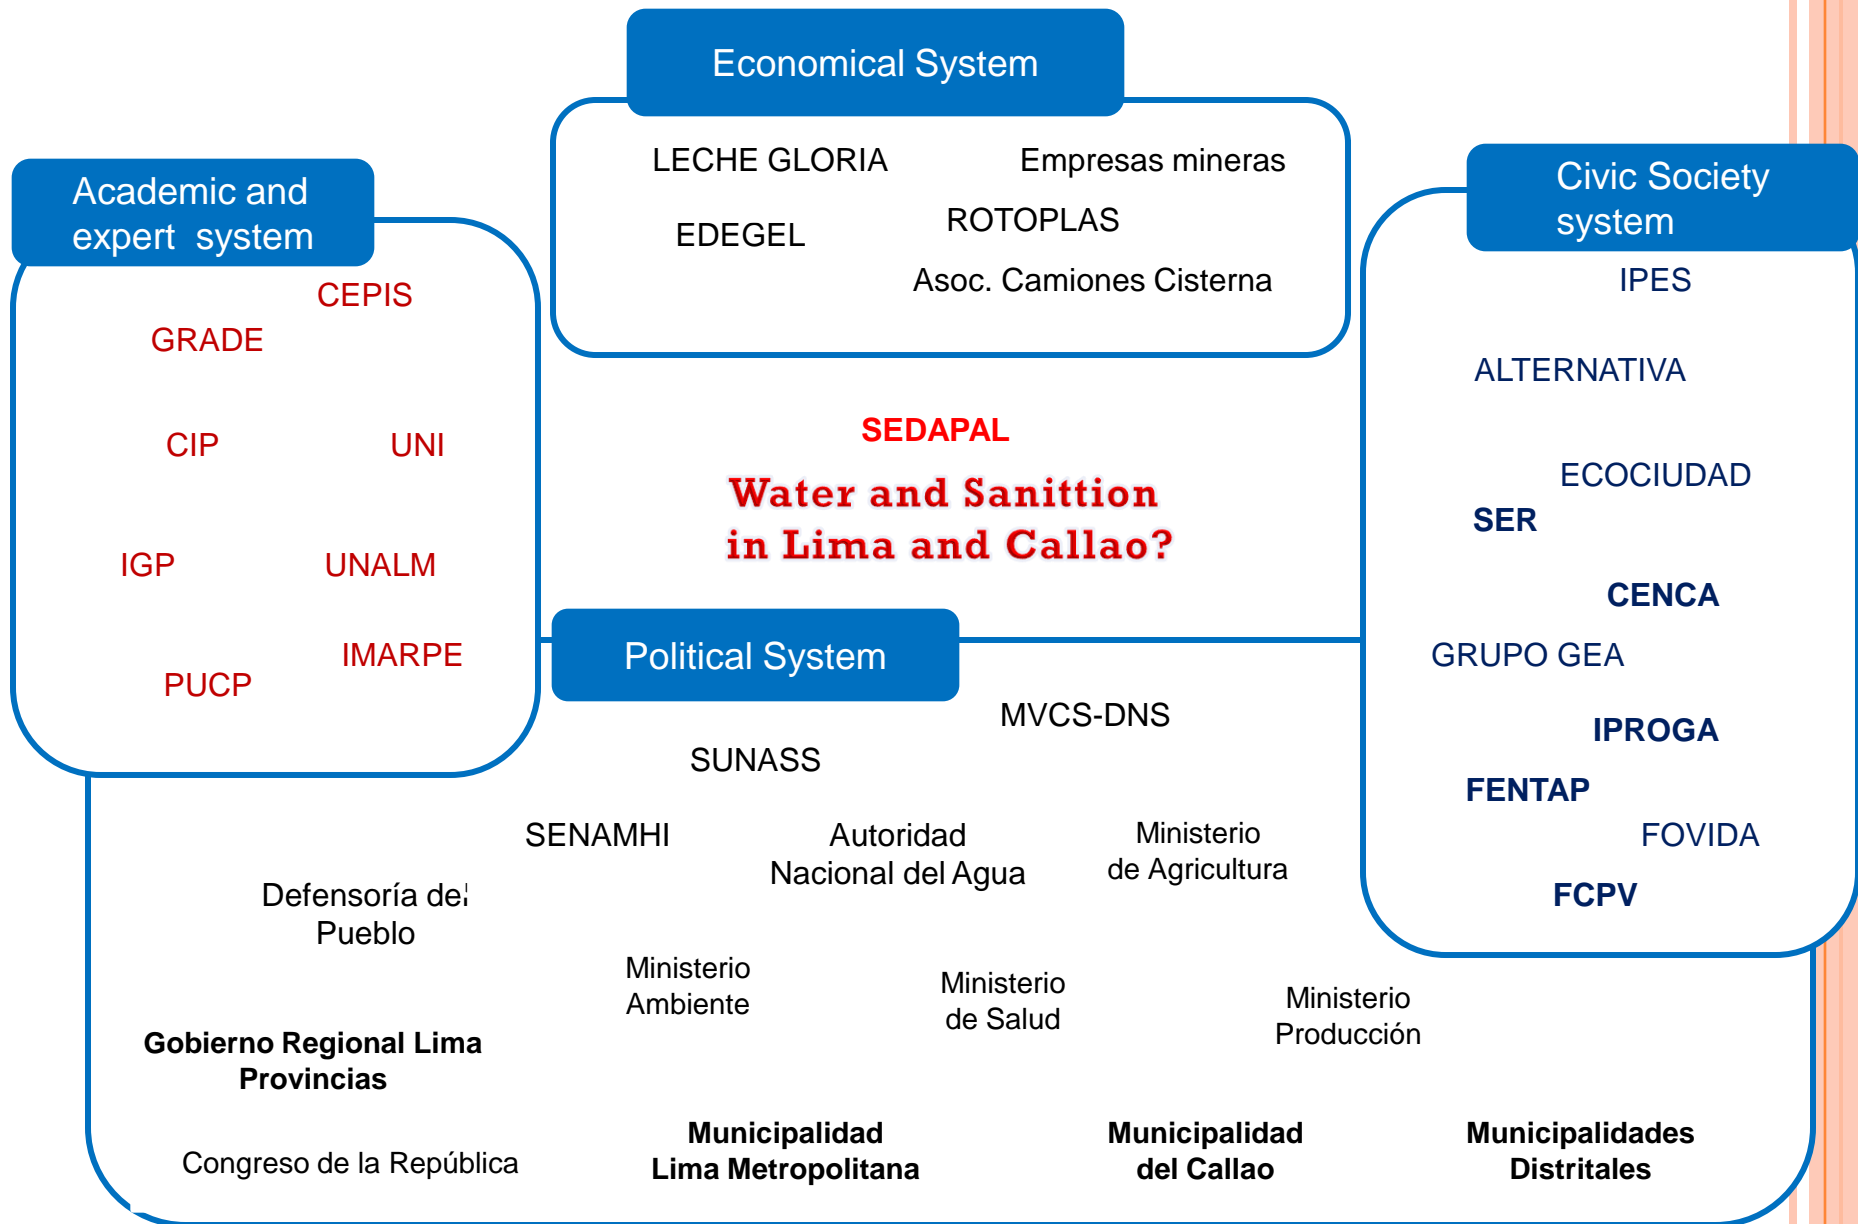 Economical System
LECHE GLORIA
Empresas mineras
EDEGEL
ROTOPLAS
Asoc. Camiones Cisterna
Academic and
expert system
CEPIS
GRADE
CIP
UNI
IGP
UNALM
IMARPE
PUCP
SEDAPAL
Water and Sanittion
in Lima and Callao?
Civic Society
system
IPES
ALTERNATIVA
ECOCIUDAD
SER
CENCA
GRUPO GEA
IPROGA
FENTAP
FOVIDA
FCPV
Political System
MVCS-DNS
SUNASS
SENAMHI
Autoridad
Nacional del Agua
Ministerio
de Agricultura
Defensoría del
Pueblo
Ministerio
Ambiente
Ministerio
de Salud
Ministerio
Producción
Gobierno Regional Lima
Provincias
Congreso de la República
Municipalidad
Lima Metropolitana
Municipalidad
del Callao
Municipalidades
Distritales